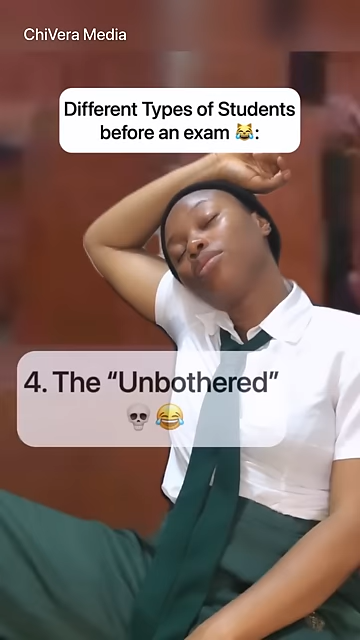 ChiVera Media
Different Types of Students
before an exam 😹:
4. The “Unbothered”
💀😂